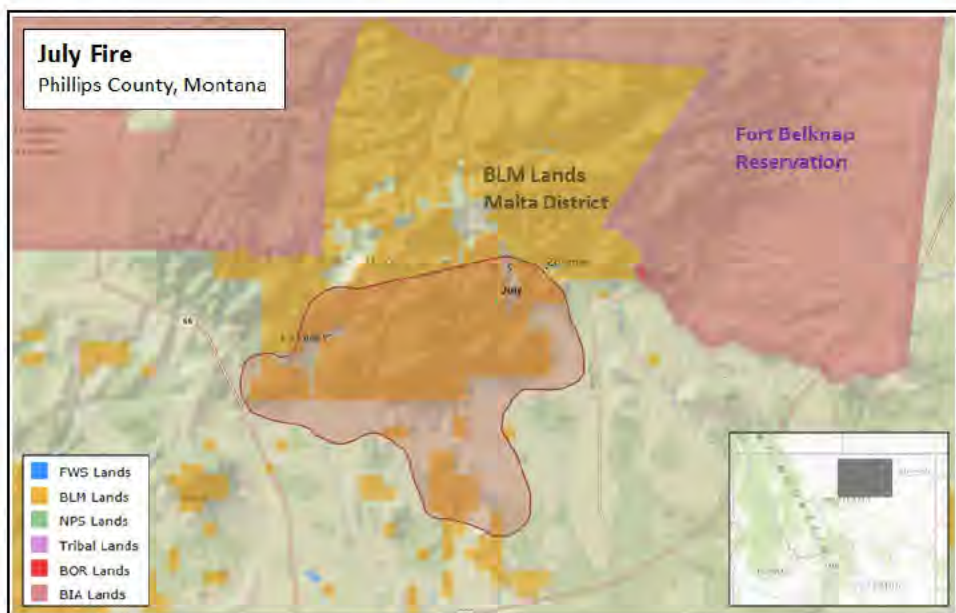 July Fire
Phillips County, Montana
Fort Belknap
Reservation
BLM Lands
Malta District
July
66
FWS Lands
BLM Lands
NPS Lands
Tribal Lands
BOR Lands
BIA Lands